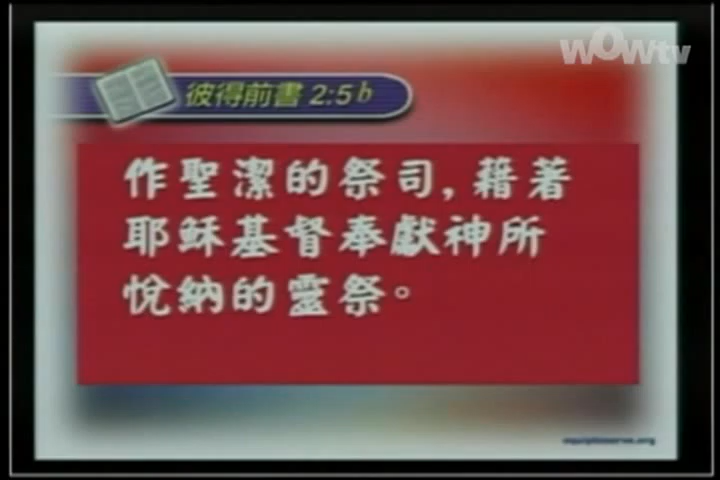 wOwtv
彼得前書 2:5b
作聖潔的祭司,藉著
耶穌基督奉獻神所
悅納的靈祭。